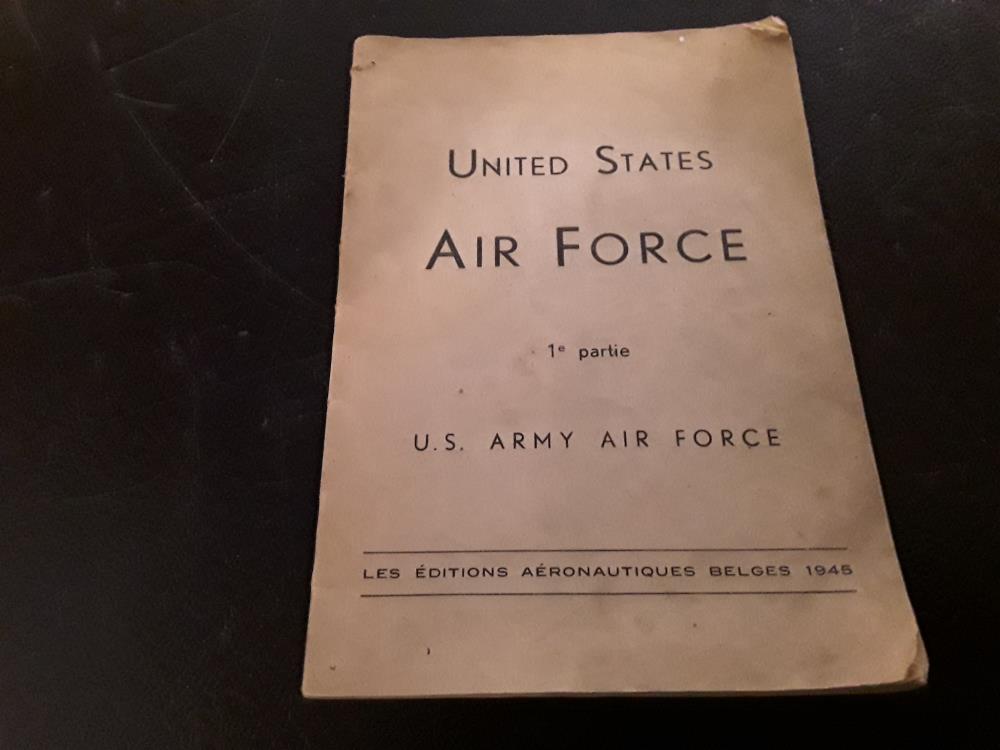 UNITED STATES
AIR FORCE
1e partie
U.S. ARMY AIR FORCE
LES ÉDITIONS AÉRONAUTIQUES BELGES 1945